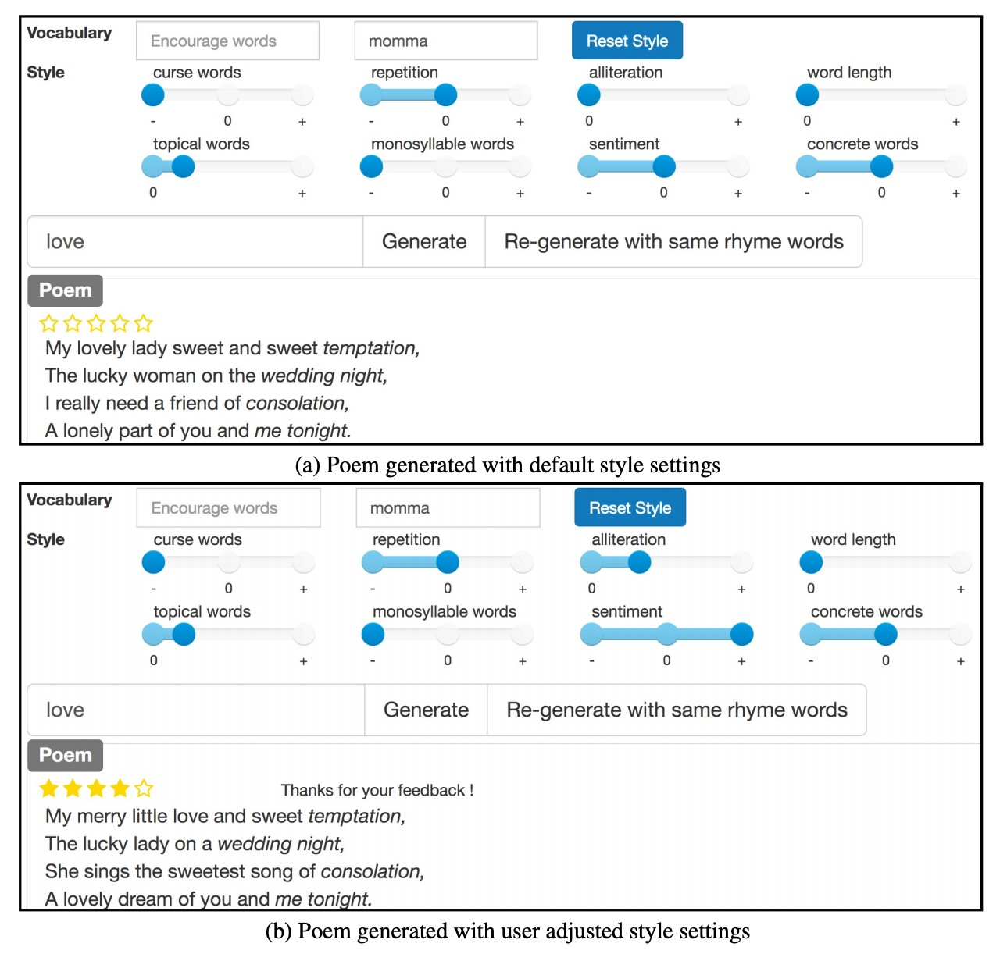 Vocabulary Encourage words momma Reset Style
Style curse words repetition alliteration word length
- 0 + - 0 + 0 + 0 +
topical words monosyllable words sentiment concrete words
0 + - 0 + - 0 + - 0 +
love Generate Re-generate with same rhyme words
Poem
My lovely lady sweet and sweet temptation,
The lucky woman on the wedding night,
I really need a friend of consolation,
A lonely part of you and me tonight.
(a) Poem generated with default style settings
Vocabulary Encourage words momma Reset Style
Style curse words repetition alliteration word length
- 0 + - 0 + 0 + 0 +
topical words monosyllable words sentiment concrete words
0 + - 0 + - 0 + - 0 +
love Generate Re-generate with same rhyme words
Poem
Thanks for your feedback !
My merry little love and sweet temptation,
The lucky lady on a wedding night,
She sings the sweetest song of consolation,
A lovely dream of you and me tonight.
(b) Poem generated with user adjusted style settings